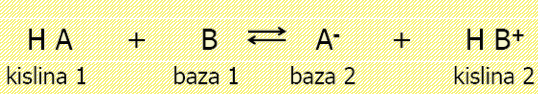 H A + B ⇌ A⁻ + H B⁺
kislina 1 baza 1 baza 2 kislina 2